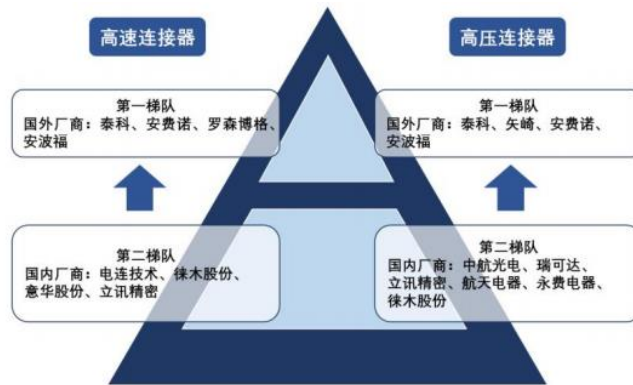 高速连接器
高压连接器
第一梯队
国外厂商：泰科、安费诺、罗森博格、
安波福
第一梯队
国外厂商：泰科、矢崎、安费诺、
安波福
第二梯队
国内厂商：电连技术、徕木股份、
意华股份、立讯精密
第二梯队
国内厂商：中航光电、瑞可达、
立讯精密、航天电器、永费电器、
徕木股份